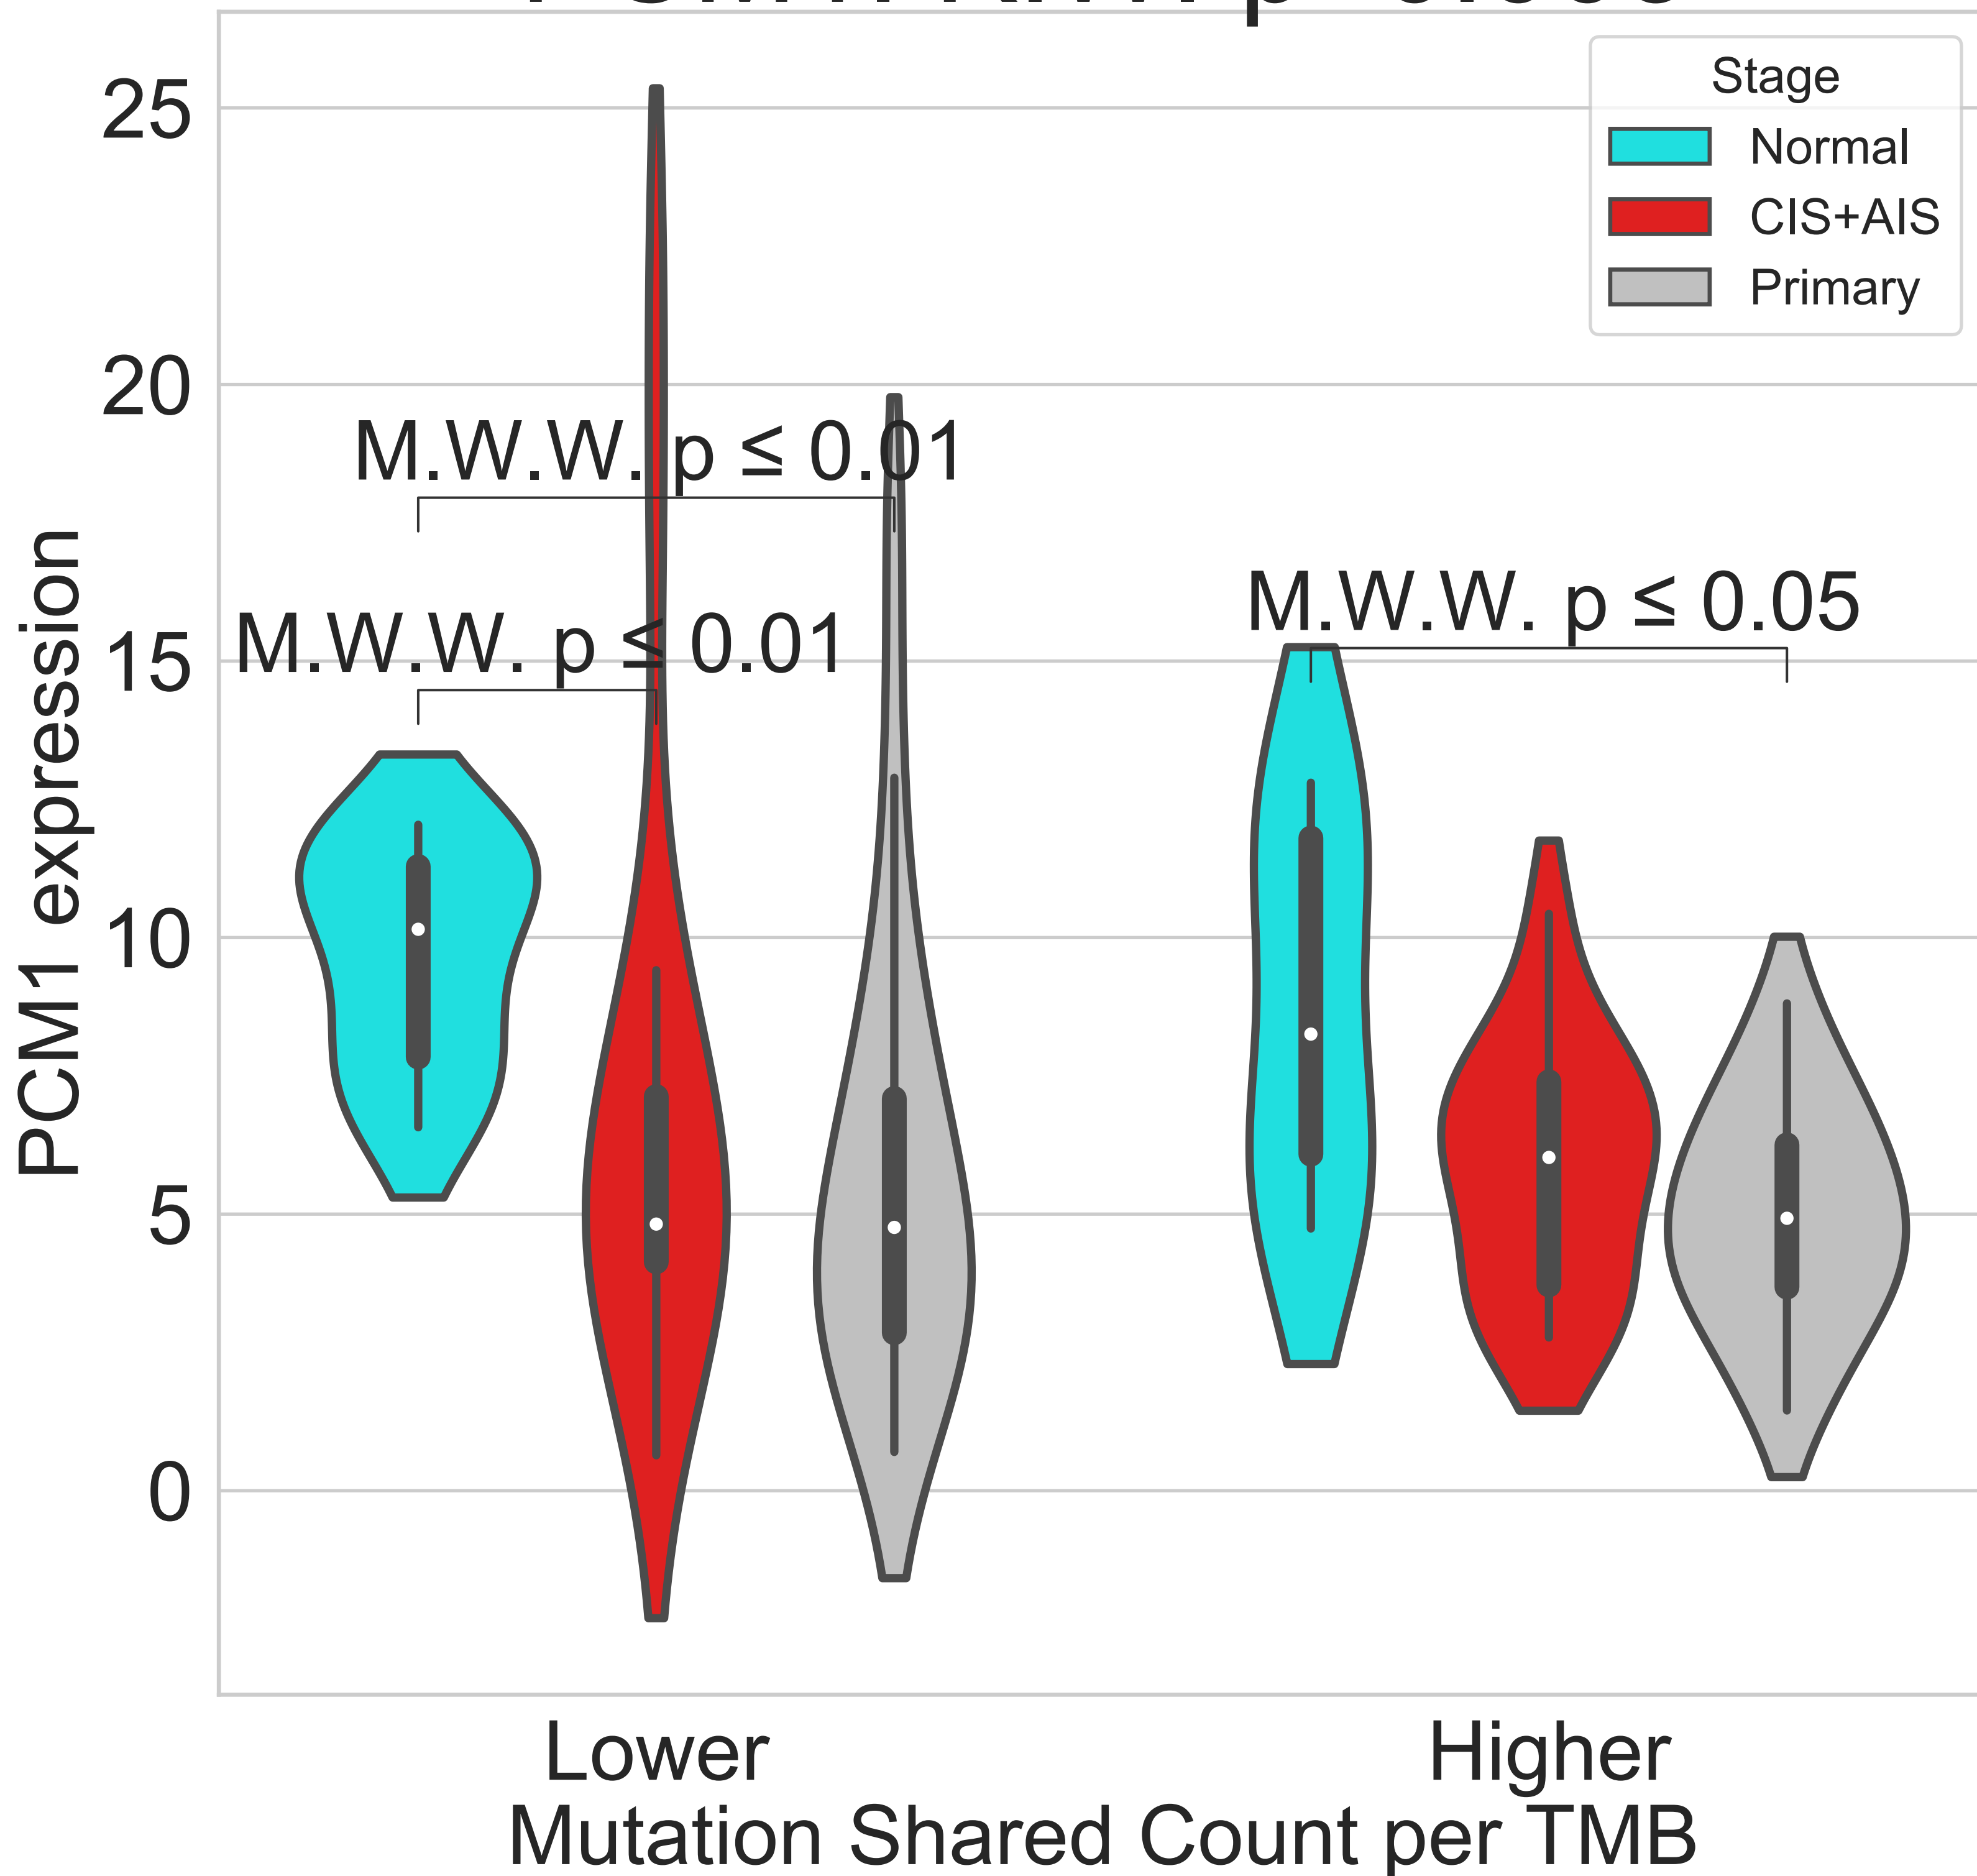 Stage
Normal
CIS+AIS
Primary
25
20
15
10
5
0
PCM1 expression
M.W.W. p ≤ 0.01
M.W.W. p ≤ 0.01
M.W.W. p ≤ 0.05
Lower
Higher
Mutation Shared Count per TMB